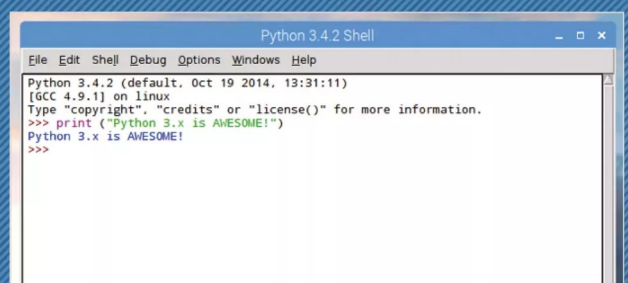 Python 3.4.2 Shell
File Edit Shell Debug Options Windows Help
Python 3.4.2 (default, Oct 19 2014, 13:31:11)
[GCC 4.9.1] on linux
Type "copyright", "credits" or "license()" for more information.
>>> print ("Python 3.x is AWESOME!")
Python 3.x is AWESOME!
>>>